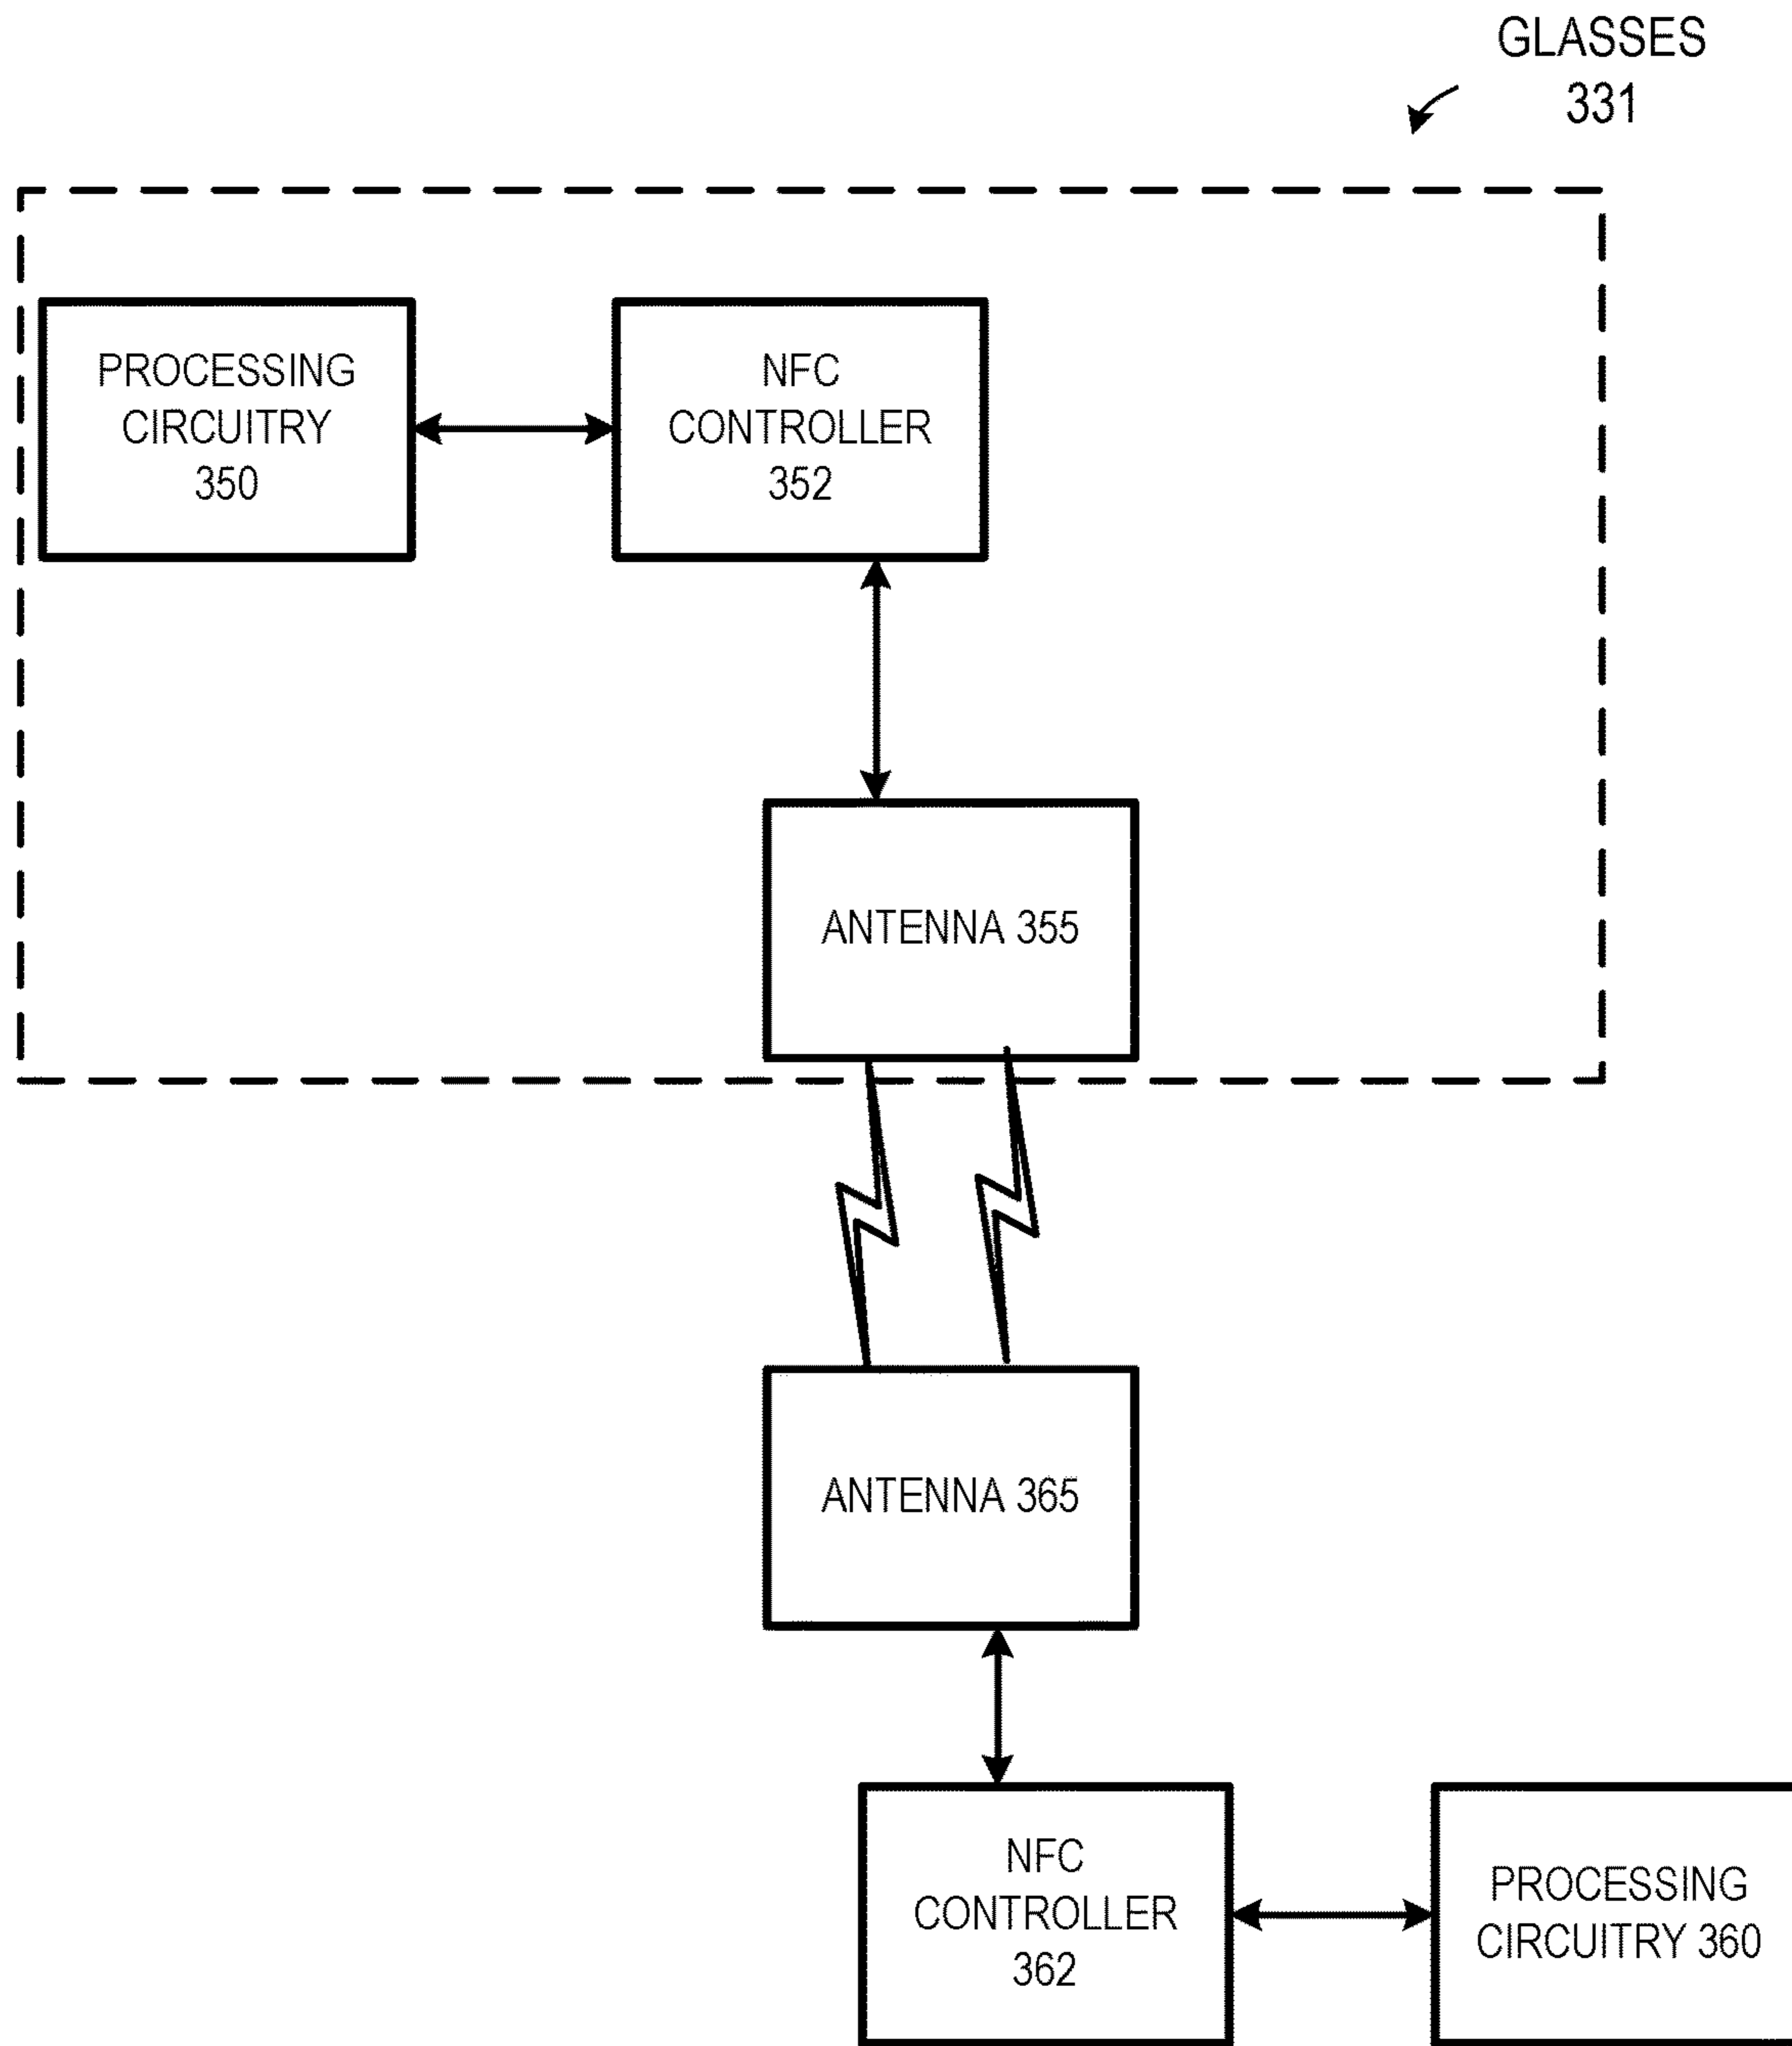 GLASSES
331
PROCESSING
CIRCUITRY
350
NFC
CONTROLLER
352
ANTENNA 355
ANTENNA 365
NFC
CONTROLLER
362
PROCESSING
CIRCUITRY 360